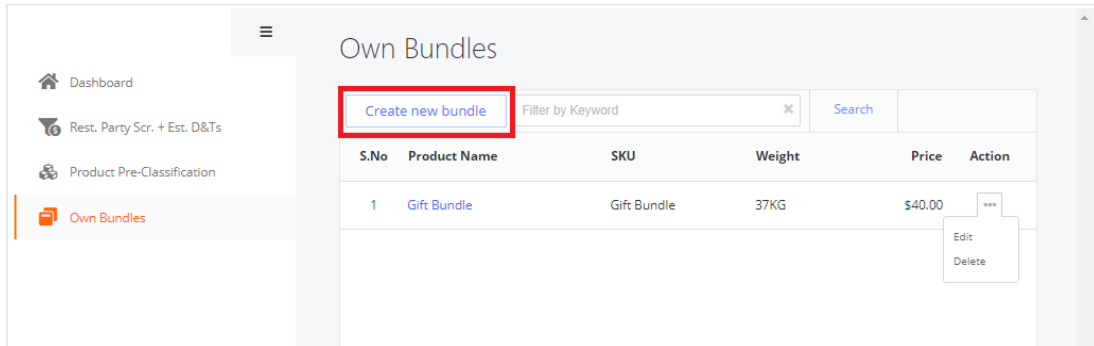 Own Bundles
Dashboard
Rest. Party Scr. + Est. D&Ts
Product Pre-Classification
Own Bundles
Create new bundle Filter by Keyword Search
S.No Product Name SKU Weight Price Action
1 Gift Bundle Gift Bundle 37KG $40.00
Edit
Delete